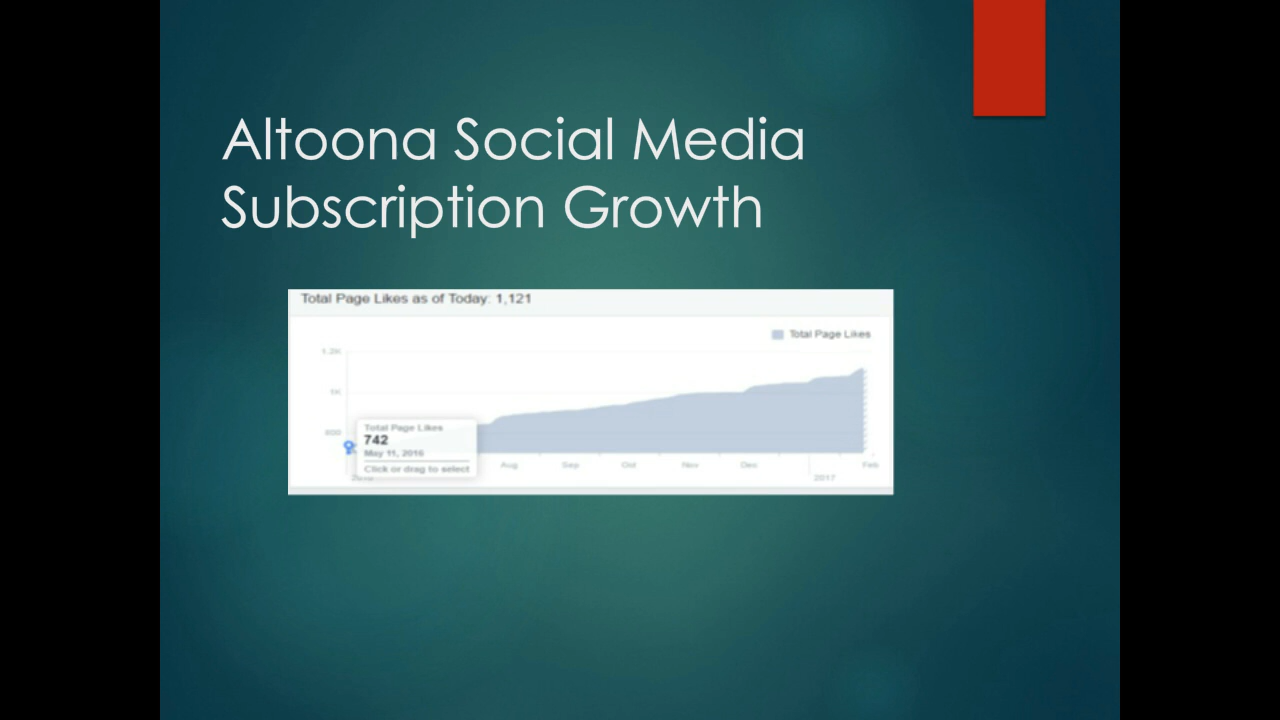 Altoona Social Media
Subscription Growth
Total Page Likes as of Today: 1,121
Total Page Likes
1.2K
1K
800
Total Page Likes
742
May 11, 2016
Click or drag to select
Aug Sep Oct Nov Dec Feb
2017